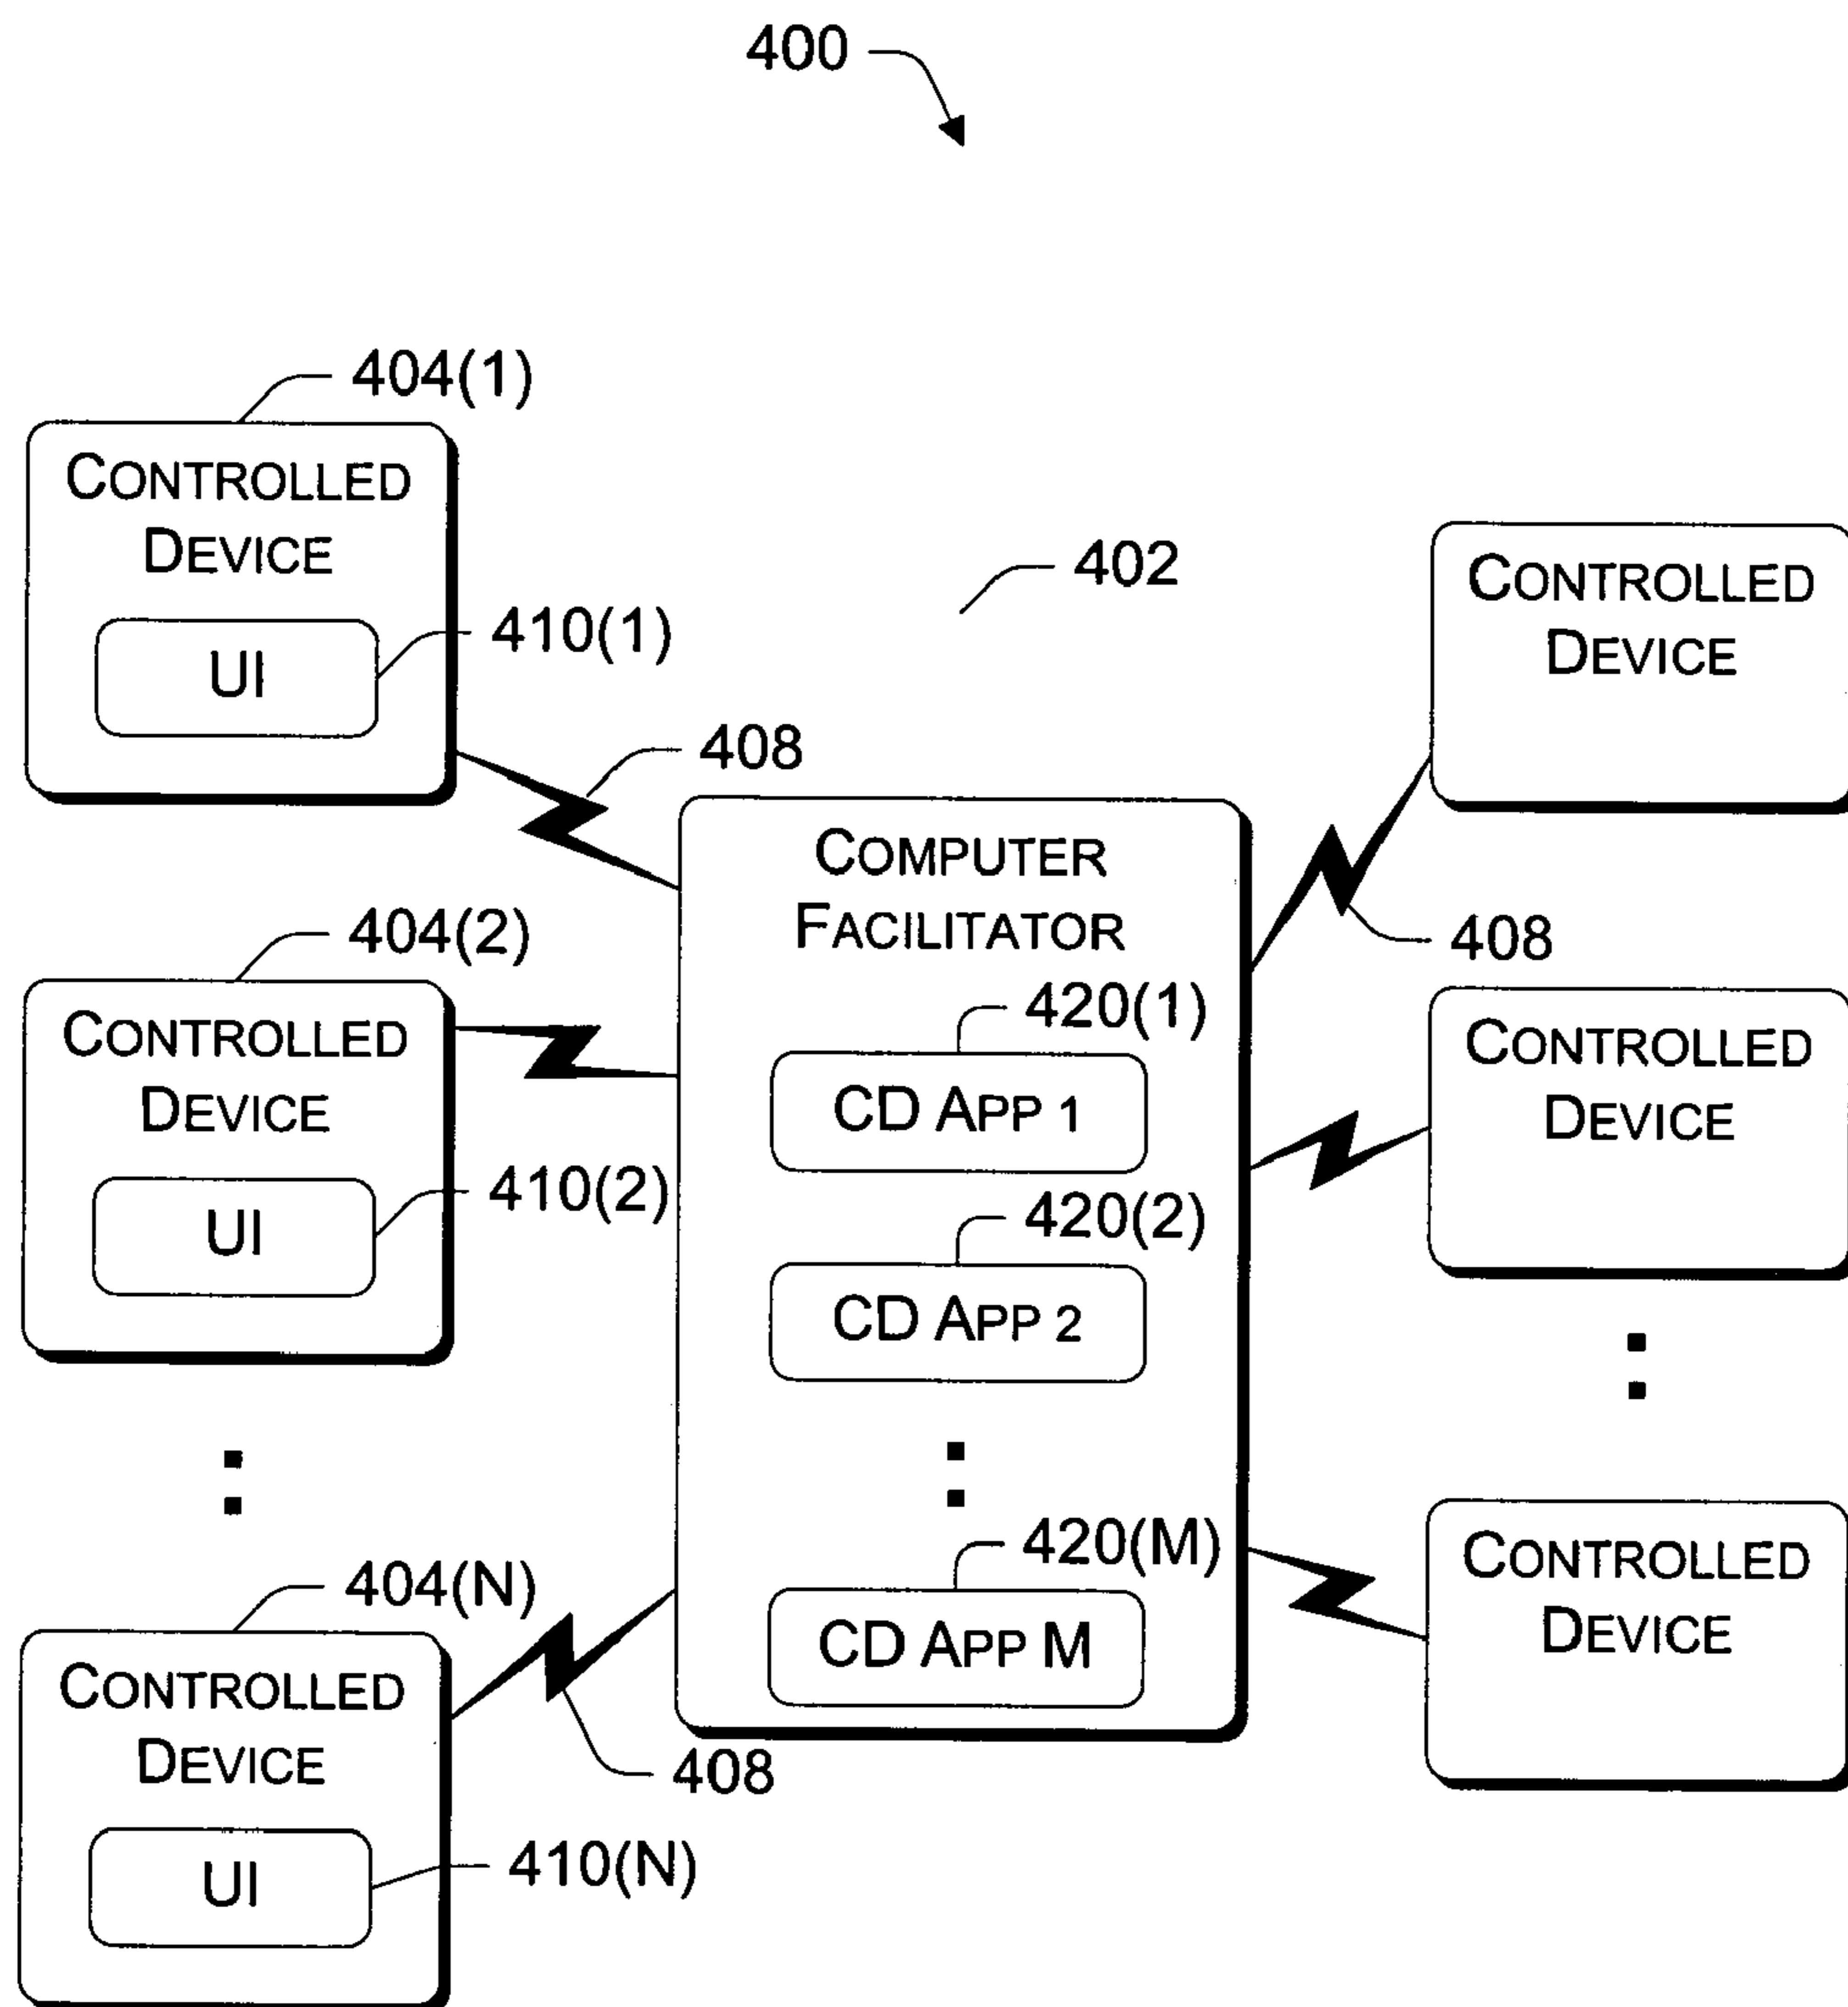 400
404(1)
CONTROLLED
DEVICE
410(1)
UI
408
402
CONTROLLED
DEVICE
COMPUTER
FACILITATOR
408
404(2)
CONTROLLED
DEVICE
410(2)
UI
420(1)
CD APP 1
420(2)
CD APP 2
CONTROLLED
DEVICE
420(M)
CD APP M
404(N)
CONTROLLED
DEVICE
408
410(N)
UI
CONTROLLED
DEVICE